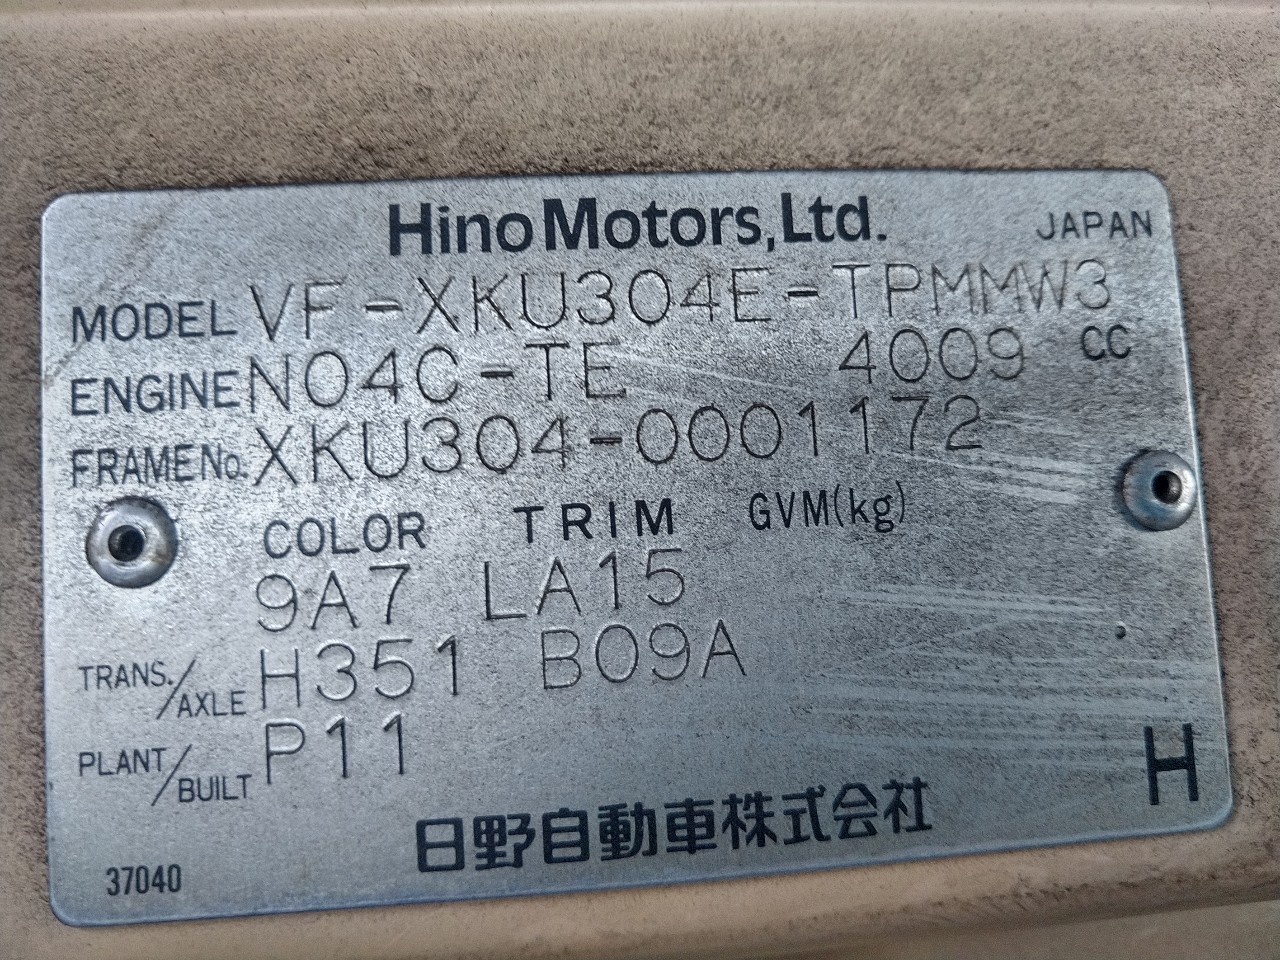 Hino Motors, Ltd. JAPAN
MODEL VF-XKU304E-TPMMW3
ENGINE N04C-TE 4009 CC
FRAME No. XKU304-0001172
COLOR TRIM GVM(kg)
9A7 LA15
TRANS./AXLE H351 B09A
PLANT/BUILT P11
H
日野自動車株式会社
37040